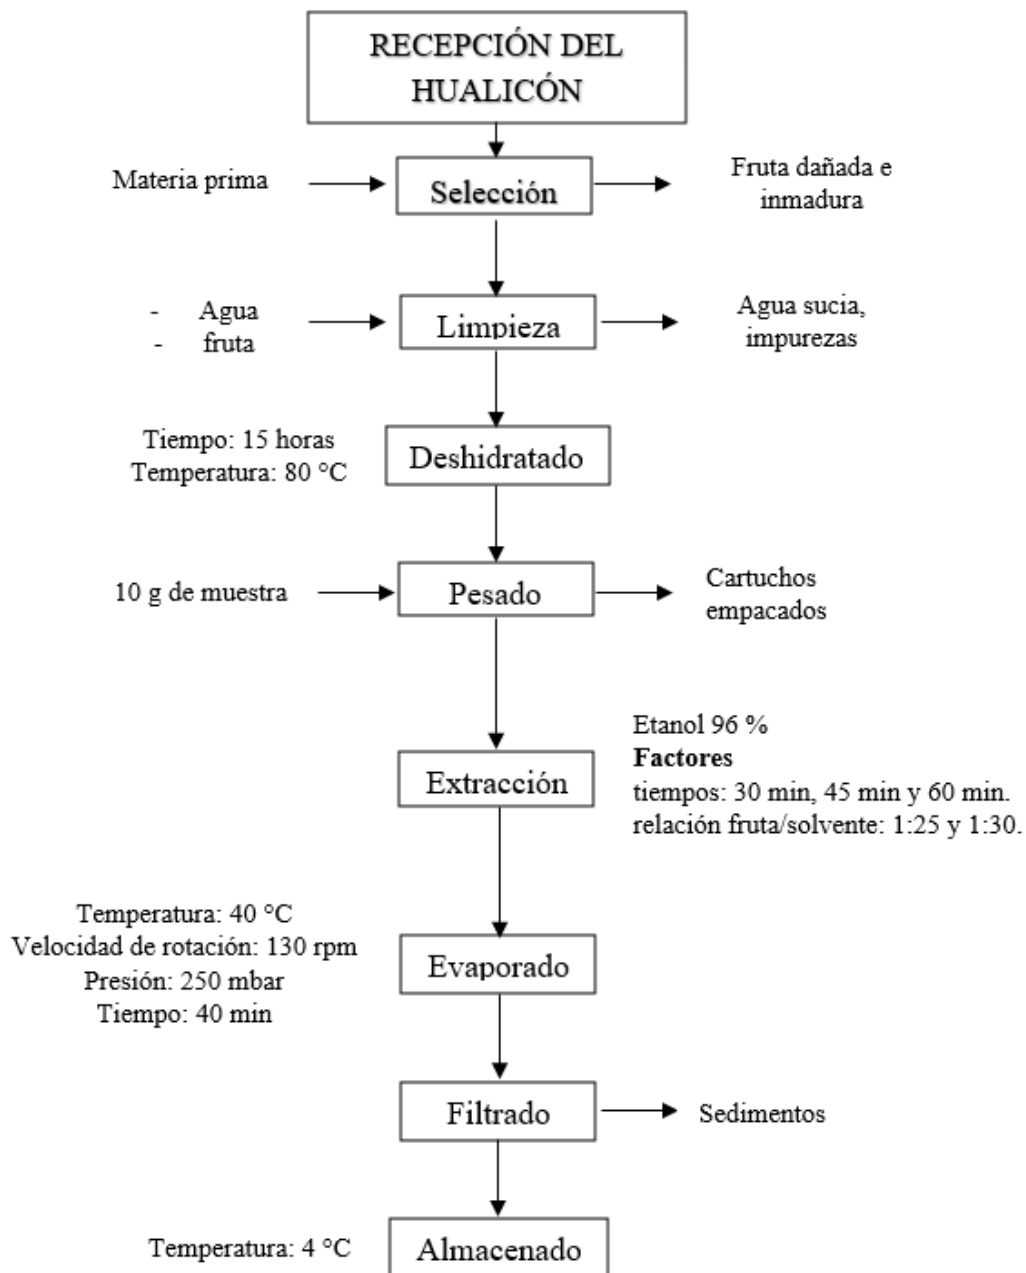 RECEPCIÓN DEL
HUALICÓN
Materia prima
Selección
Fruta dañada e
inmadura
- Agua
- fruta
Limpieza
Agua sucia,
impurezas
Tiempo: 15 horas
Temperatura: 80 °C
Deshidratado
10 g de muestra
Pesado
Cartuchos
empacados
Extracción
Etanol 96 %
Factores
tiempos: 30 min, 45 min y 60 min.
relación fruta/solvente: 1:25 y 1:30.
Temperatura: 40 °C
Velocidad de rotación: 130 rpm
Presión: 250 mbar
Tiempo: 40 min
Evaporado
Filtrado
Sedimentos
Temperatura: 4 °C
Almacenado